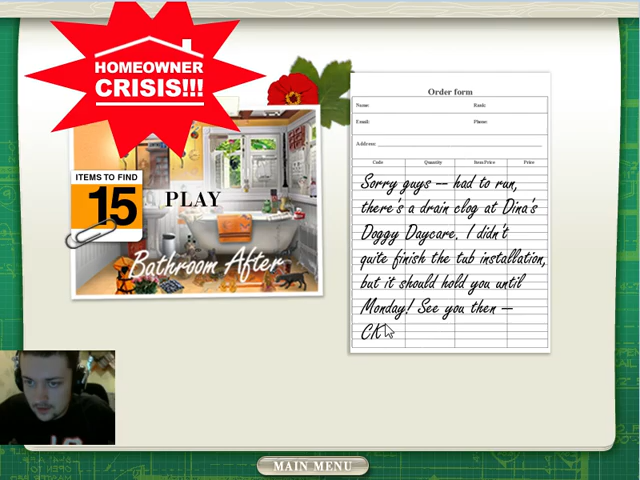 HOMEOWNER
CRISIS!!!
ITEMS TO FIND
15
PLAY
Bathroom After
Order form
Name: Rank:
Email: Phone:
Address:
Code Quantity Item Price Price
Sorry guys -- had to run,
there's a drain clog at Dina's
Doggy Daycare. I didn't
quite finish the tub installation,
but it should hold you until
Monday! See you then –
CK
MAIN MENU